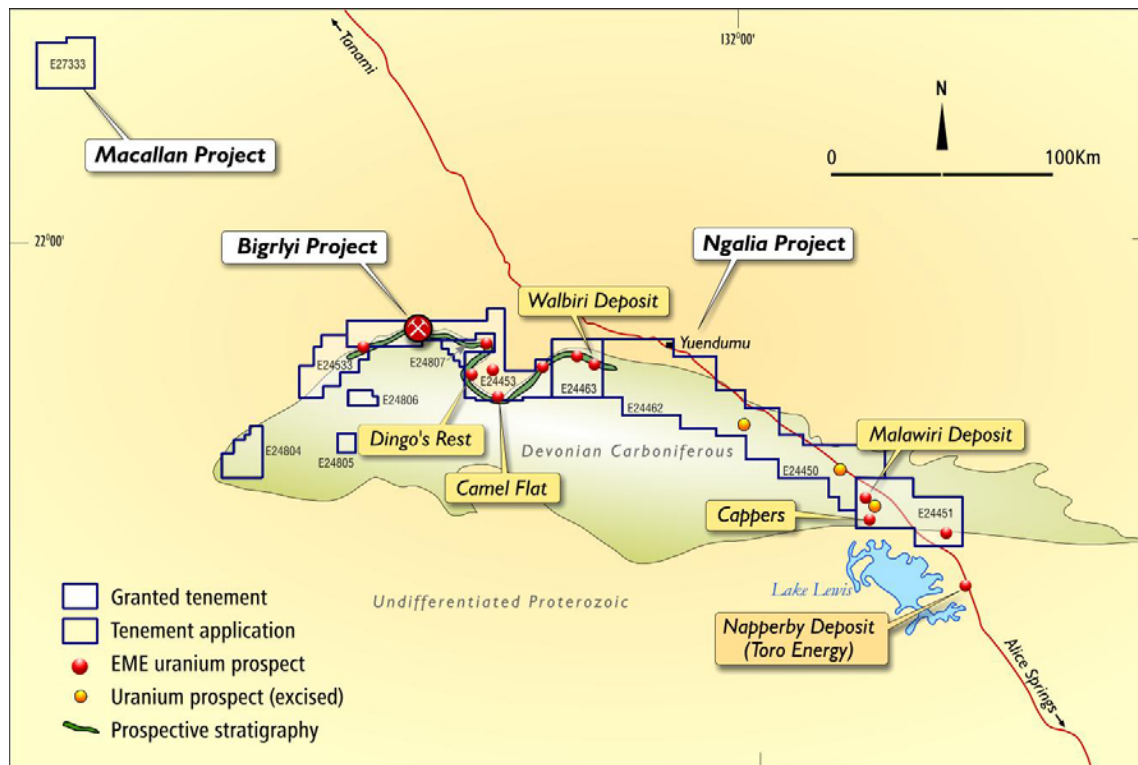 132°00'
E27333
Tanami
N
Macallan Project
0 100Km
22°00'
Bigrlyi Project
Ngalia Project
Walbiri Deposit
Yuendumu
E24807
E24533
E24453
E24463
E24806
E24462
Dingo's Rest
Malawiri Deposit
Devonian Carboniferous
E24804
E24805
E24450
Camel Flat
Cappers
E24451
Lake Lewis
Granted tenement
Undifferentiated Proterozoic
Tenement application
Napperby Deposit
(Toro Energy)
EME uranium prospect
Alice Springs
Uranium prospect (excised)
Prospective stratigraphy